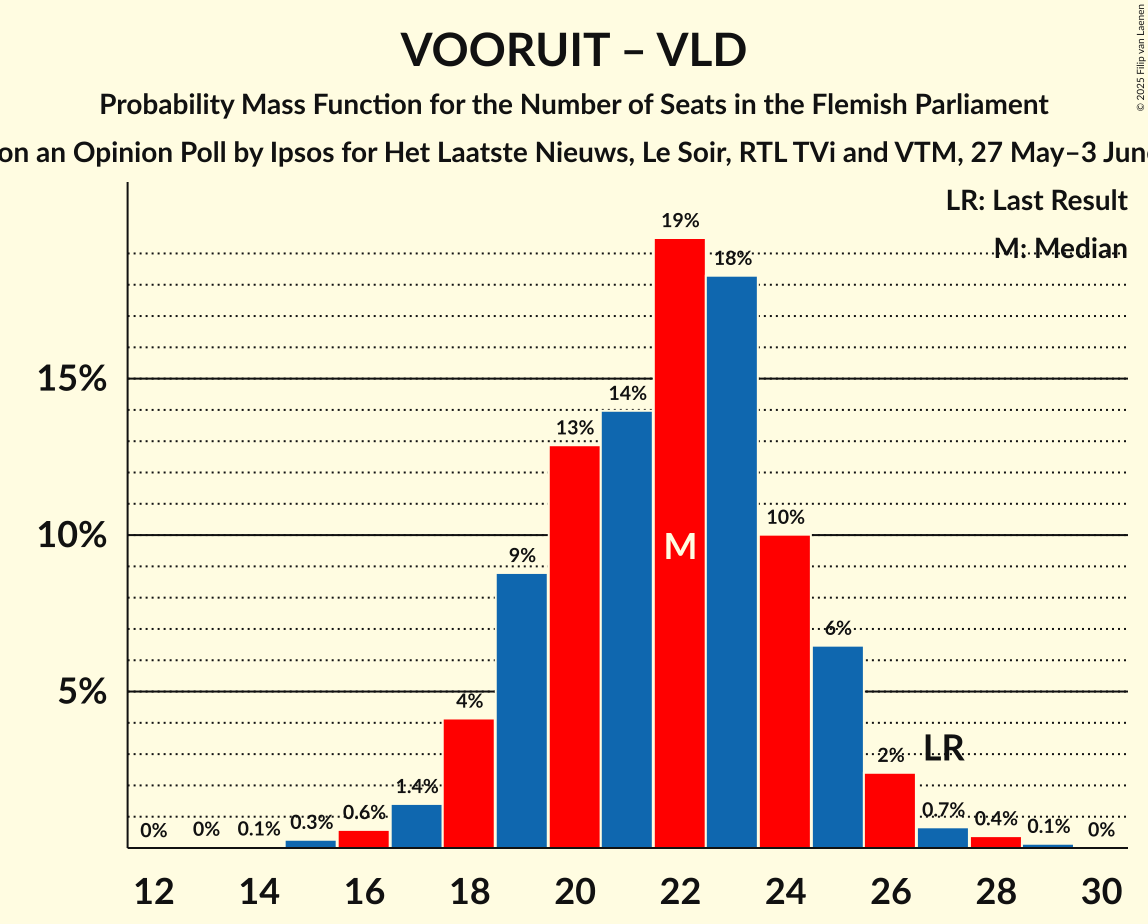 © 2025 Filip van Laenen
VOORUIT – VLD
Probability Mass Function for the Number of Seats in the Flemish Parliament
on an Opinion Poll by Ipsos for Het Laatste Nieuws, Le Soir, RTL TVi and VTM, 27 May–3 Jun
LR: Last Result
M: Median
19%
18%
15%
14%
13%
10%
10%
M
9%
6%
5%
4%
LR
2%
1.4%
0.7%
0.6%
0.4%
0.3%
0% 0% 0.1% 0.1% 0%
12 14 16 18 20 22 24 26 28 30